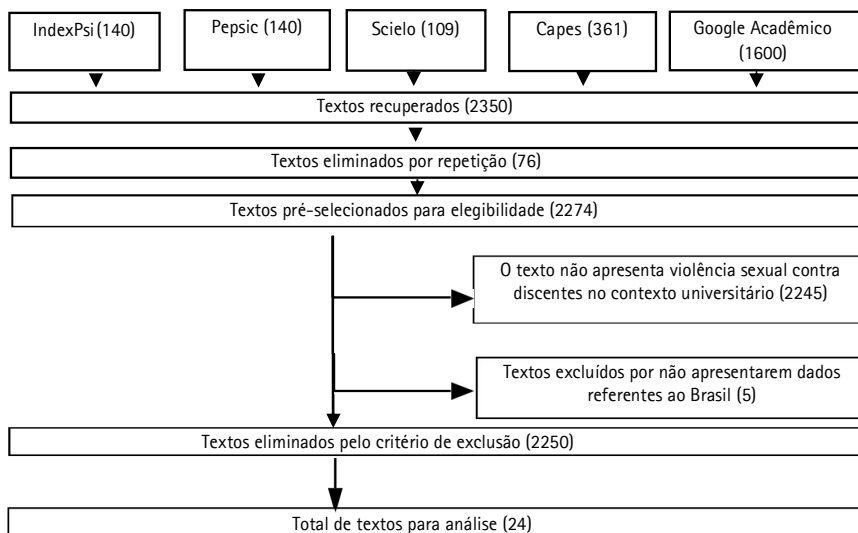 IndexPsi (140)
Pepsic (140)
Scielo (109)
Capes (361)
Google Acadêmico
(1600)
Textos recuperados (2350)
Textos eliminados por repetição (76)
Textos pré-selecionados para elegibilidade (2274)
O texto não apresenta violência sexual contra
discentes no contexto universitário (2245)
Textos excluídos por não apresentarem dados
referentes ao Brasil (5)
Textos eliminados pelo critério de exclusão (2250)
Total de textos para análise (24)